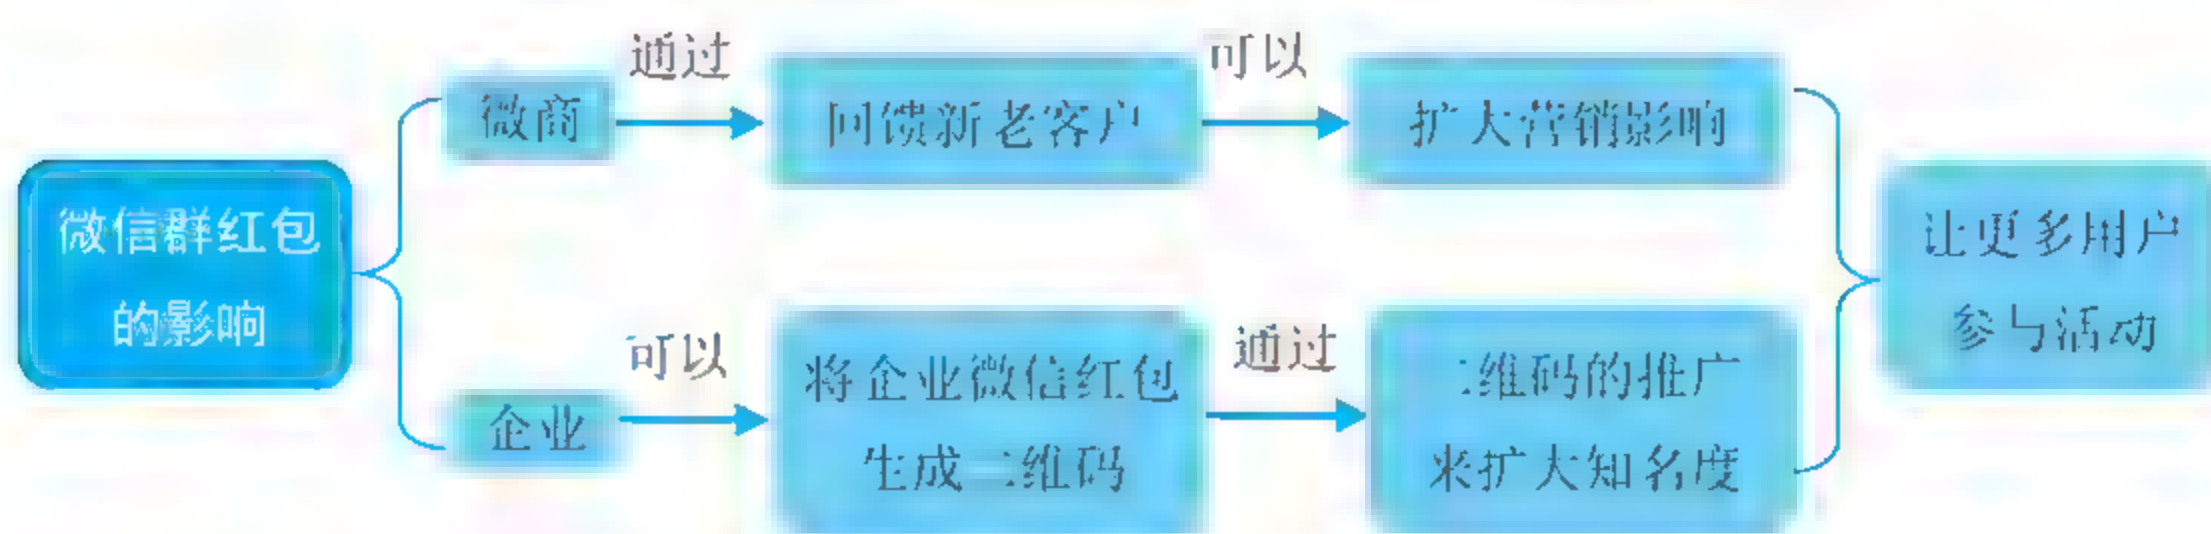 微信群红包
的影响
微商
通过
回馈新老客户
可以
扩大营销影响
企业
可以
将企业微信红包
生成二维码
通过
二维码的推广
来扩大知名度
让更多用户
参与活动